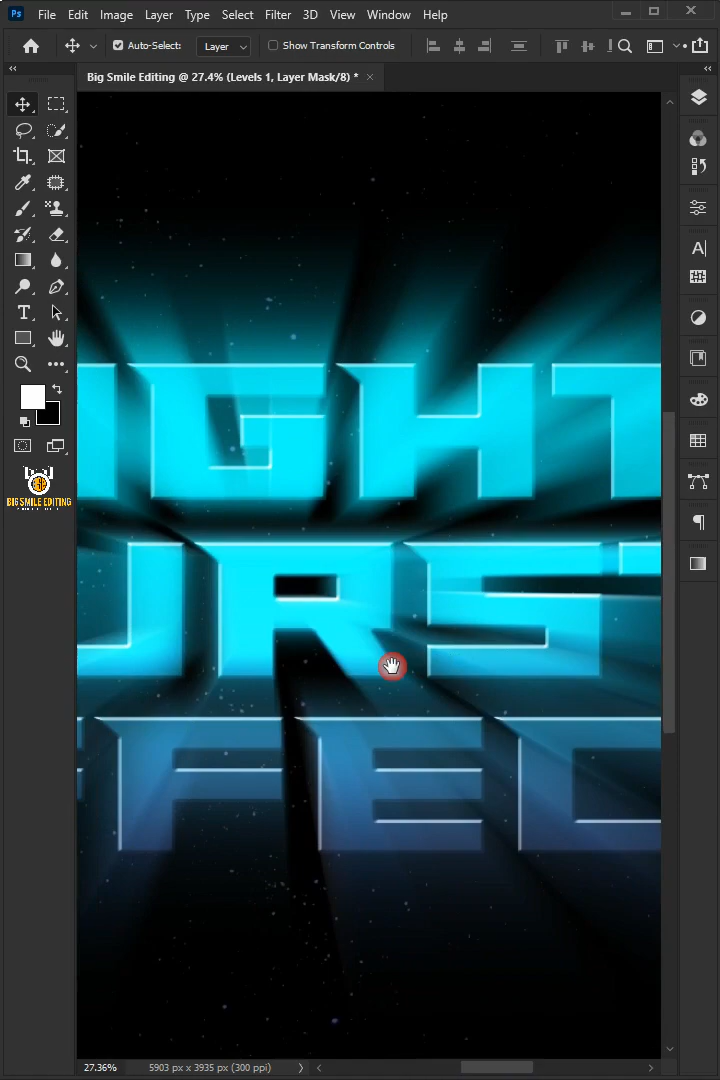 Ps File Edit Image Layer Type Select Filter 3D View Window Help
Auto-Select: Layer Show Transform Controls
Big Smile Editing @ 27.4% (Levels 1, Layer Mask/8) *
BIG SMILE EDITING
IGHT
URST
FFEC
27.36% 5903 px x 3935 px (300 ppi)